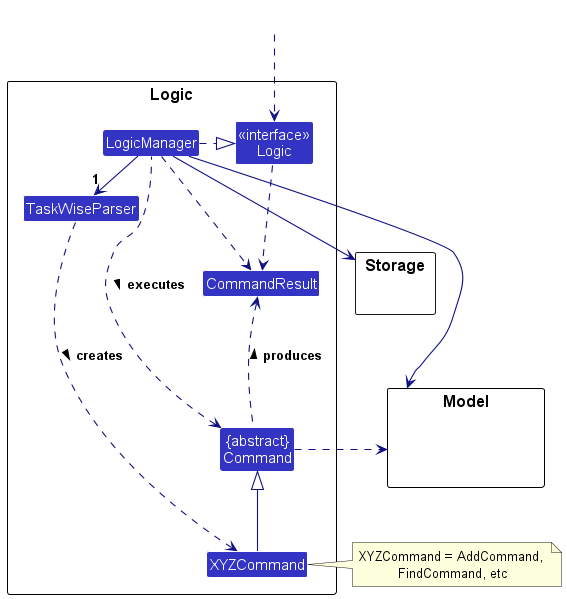 Logic
LogicManager
«interface»
Logic
1
TaskWiseParser
Storage
CommandResult
executes
creates
produces
Model
{abstract}
Command
XYZCommand
XYZCommand = AddCommand,
FindCommand, etc